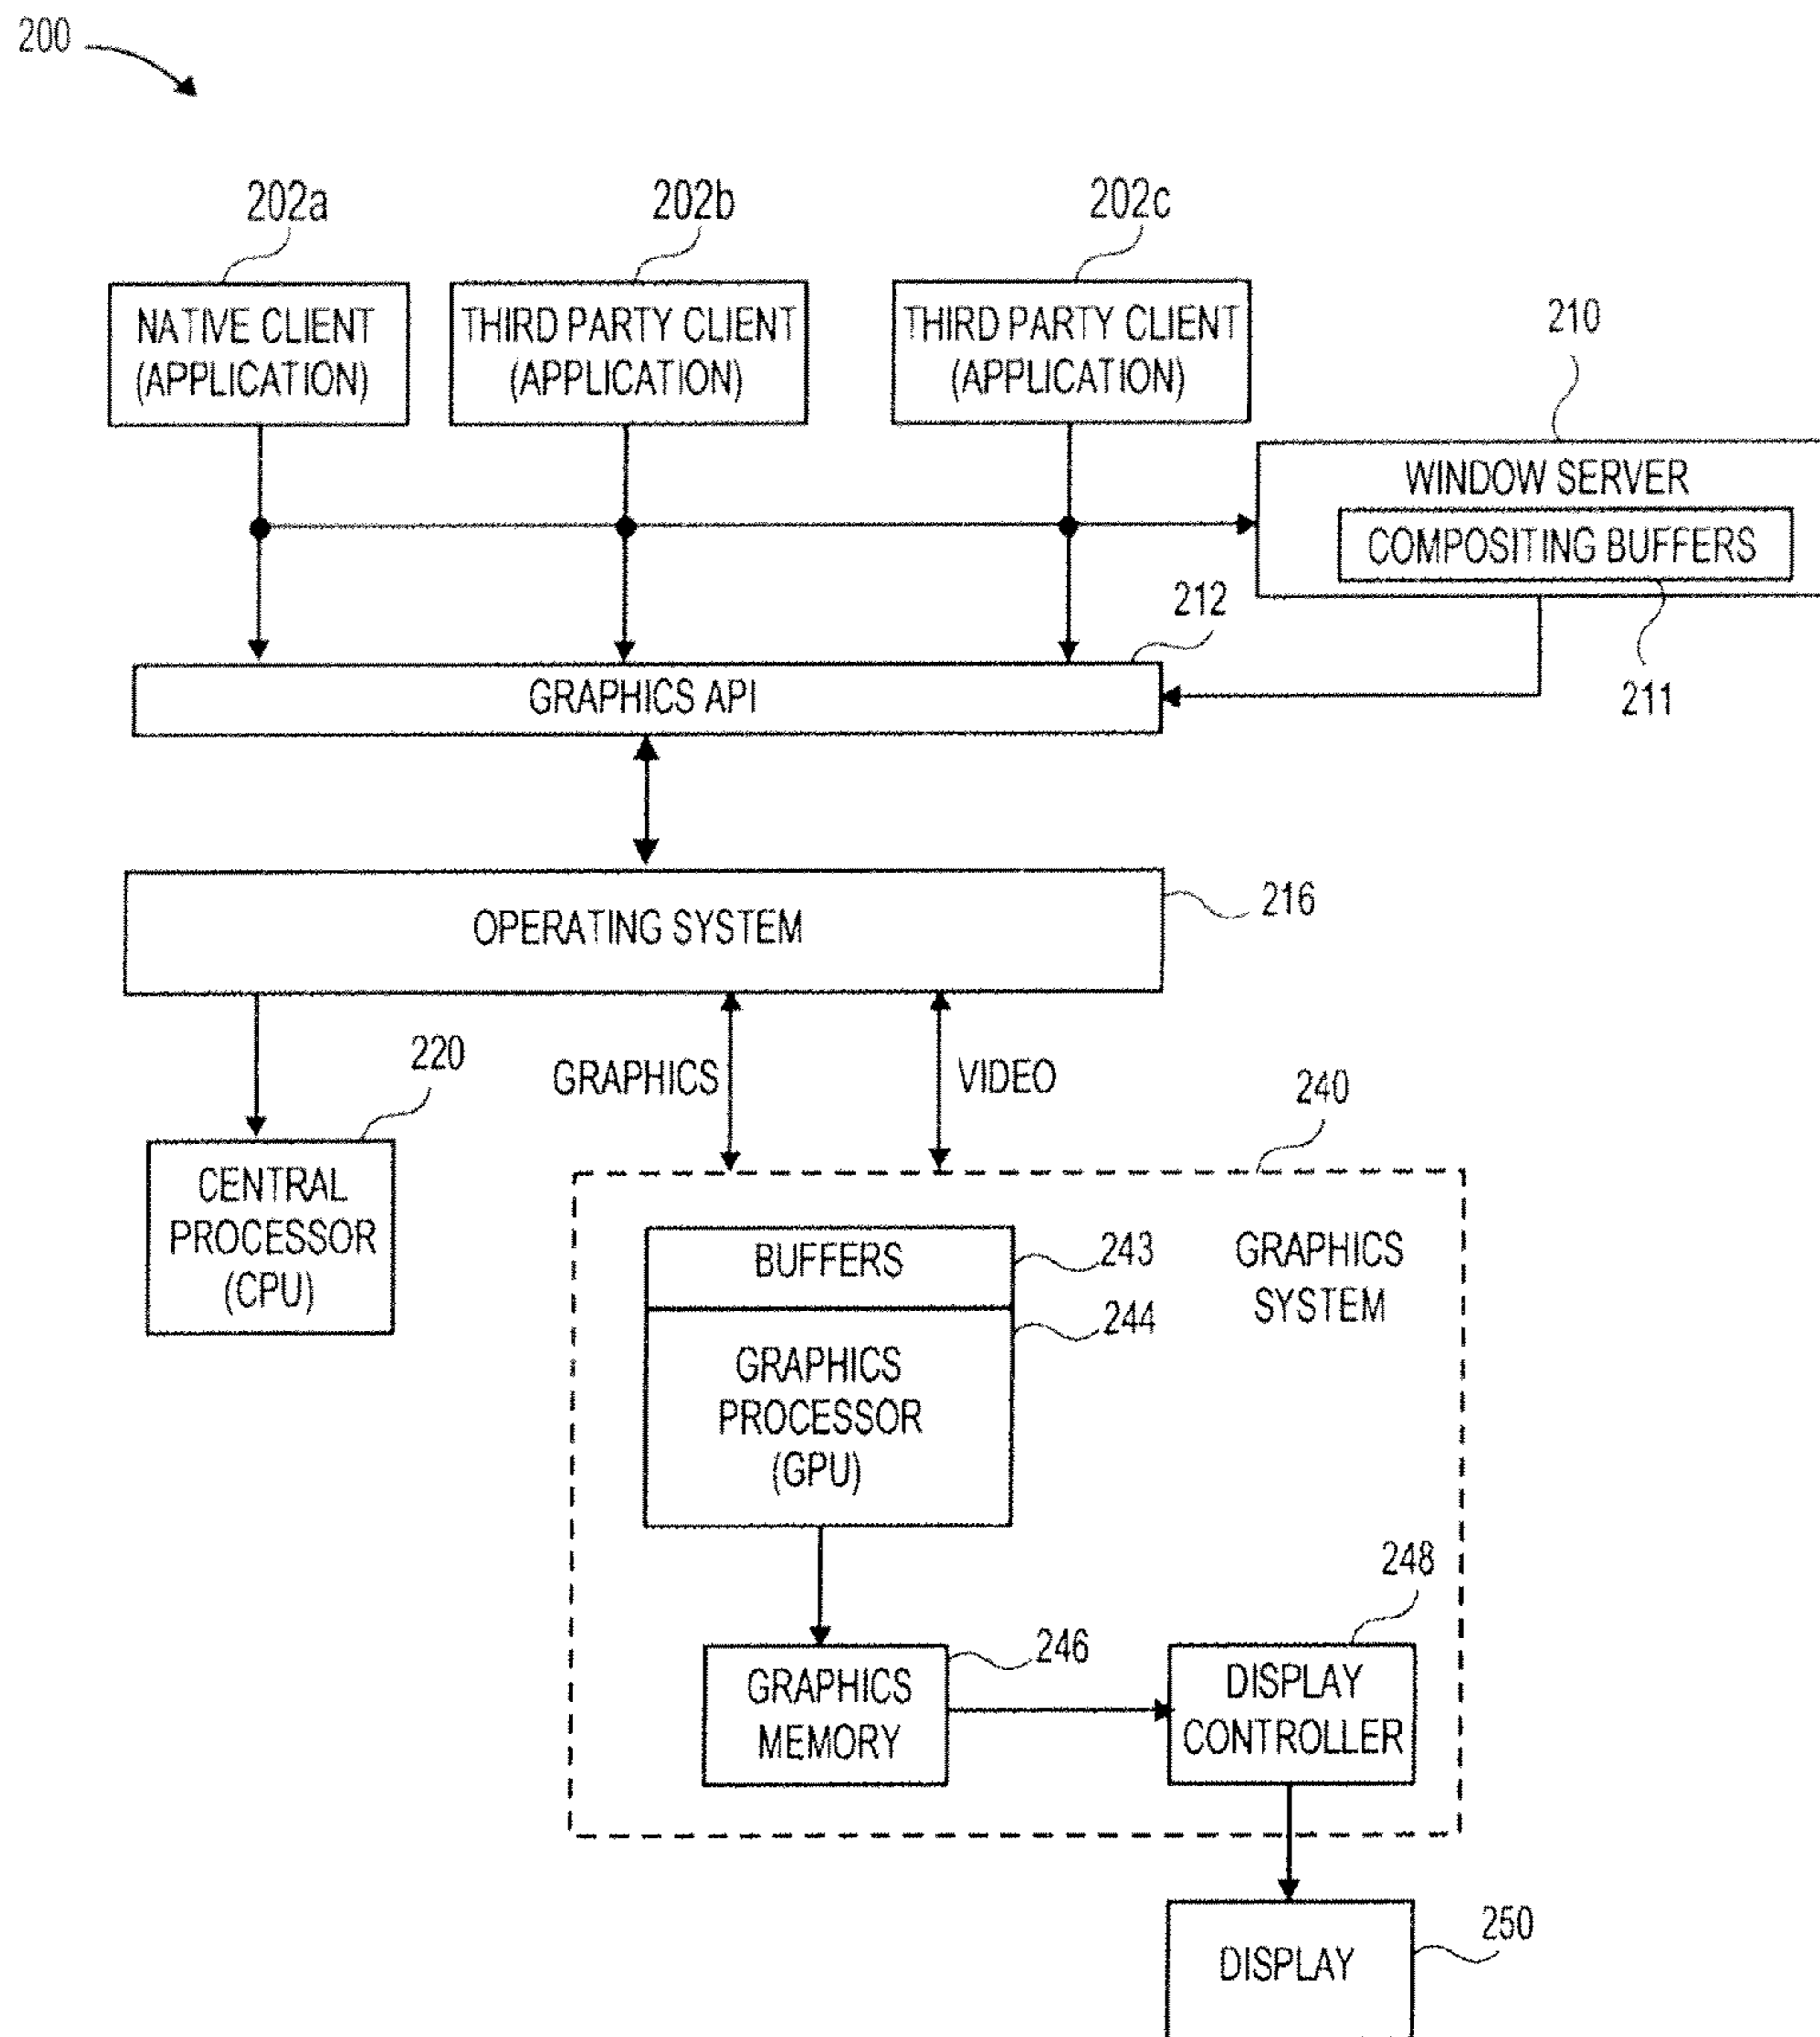 200
202a
202b
202c
NATIVE CLIENT
(APPLICATION)
THIRD PARTY CLIENT
(APPLICATION)
THIRD PARTY CLIENT
(APPLICATION)
210
WINDOW SERVER
COMPOSITING BUFFERS
211
212
GRAPHICS API
OPERATING SYSTEM
216
GRAPHICS
VIDEO
220
CENTRAL
PROCESSOR
(CPU)
240
GRAPHICS
SYSTEM
BUFFERS
243
244
GRAPHICS
PROCESSOR
(GPU)
246
GRAPHICS
MEMORY
248
DISPLAY
CONTROLLER
250
DISPLAY